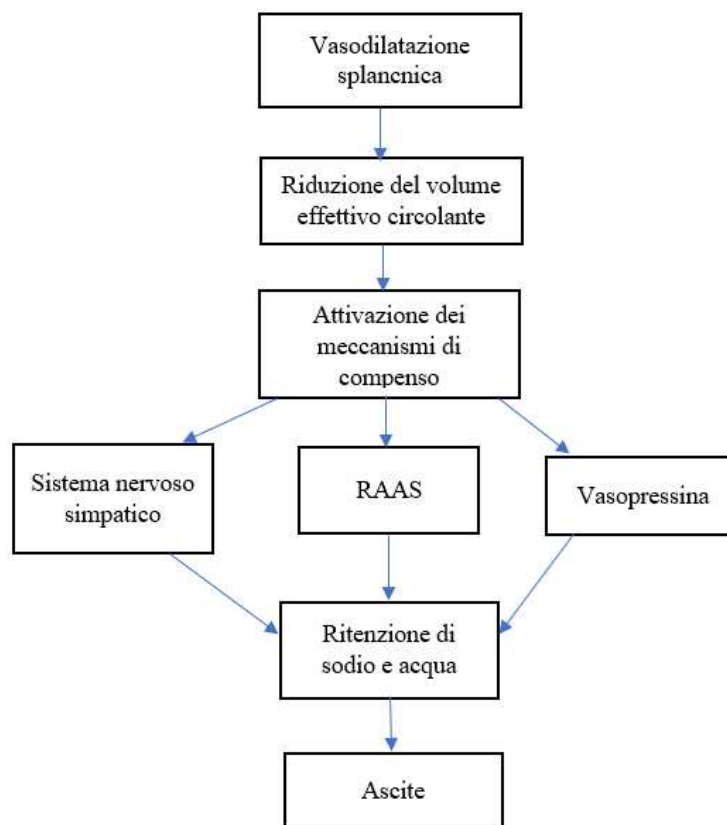 Vasodilatazione
splancnica
Riduzione del volume
effettivo circolante
Attivazione dei
meccanismi di
compenso
Sistema nervoso
simpatico
RAAS
Vasopressina
Ritenzione di
sodio e acqua
Ascite